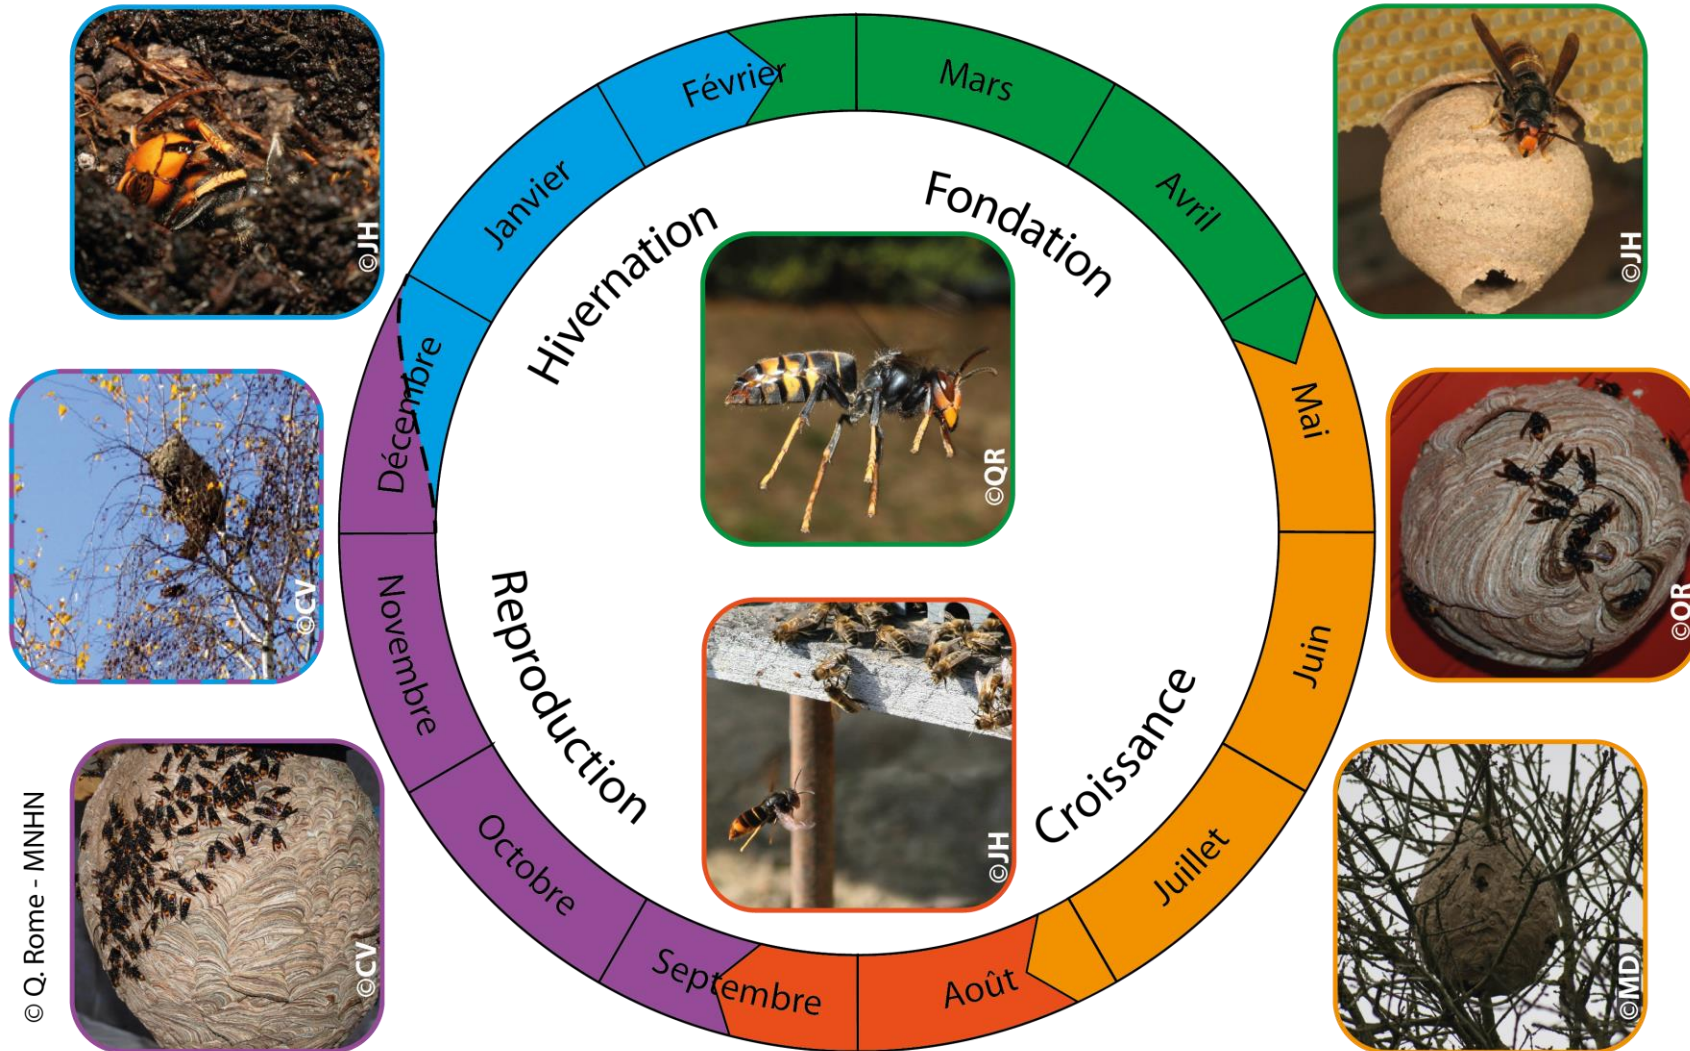 Janvier
Février
Mars
Avril
Mai
Juin
Juillet
Août
Septembre
Octobre
Novembre
Décembre
Hivernation
Fondation
Croissance
Reproduction
©JH
©JH
©QR
©CV
©QR
©JH
©CV
©MDJ
© Q. Rome - MNHN